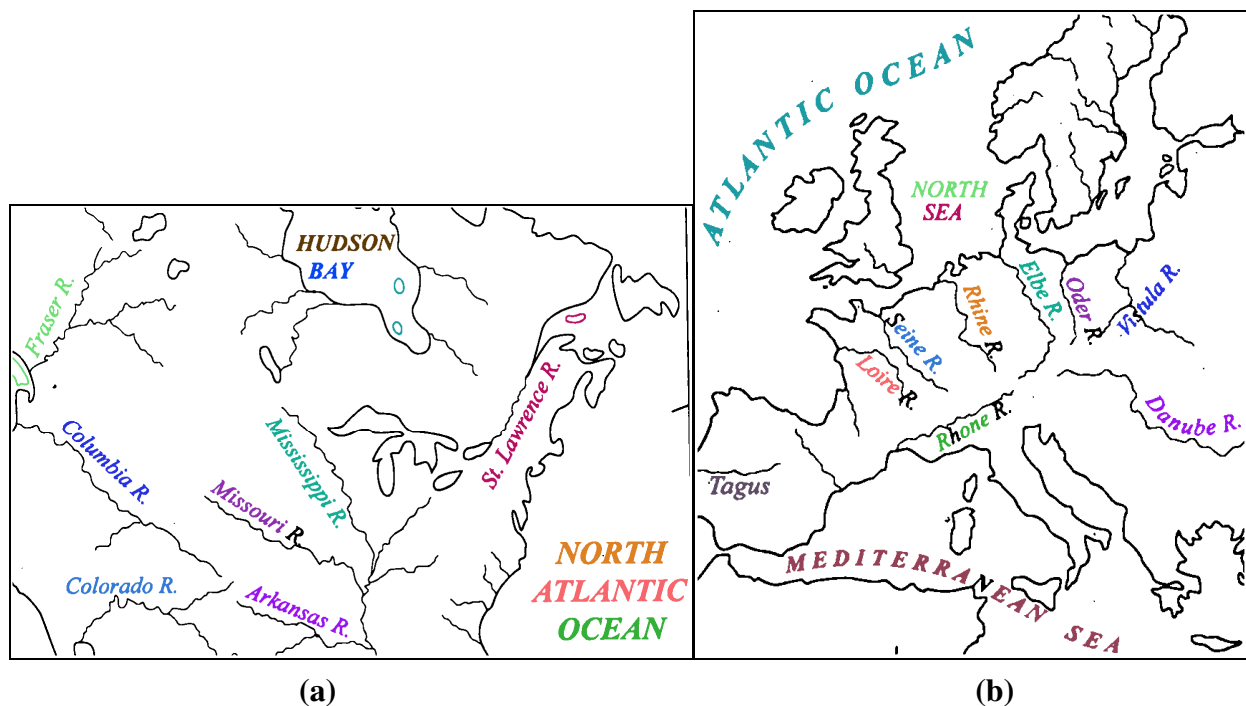 HUDSON
BAY
Fraser R.
Columbia R.
Mississippi R.
St. Lawrence R.
Missouri R.
Colorado R.
Arkansas R.
NORTH
ATLANTIC
OCEAN
(a)
ATLANTIC OCEAN
NORTH
SEA
Elbe R.
Oder R.
Vistula R.
Rhine R.
Seine R.
Loire R.
Rhone R.
Danube R.
Tagus
MEDITERRANEAN SEA
(b)